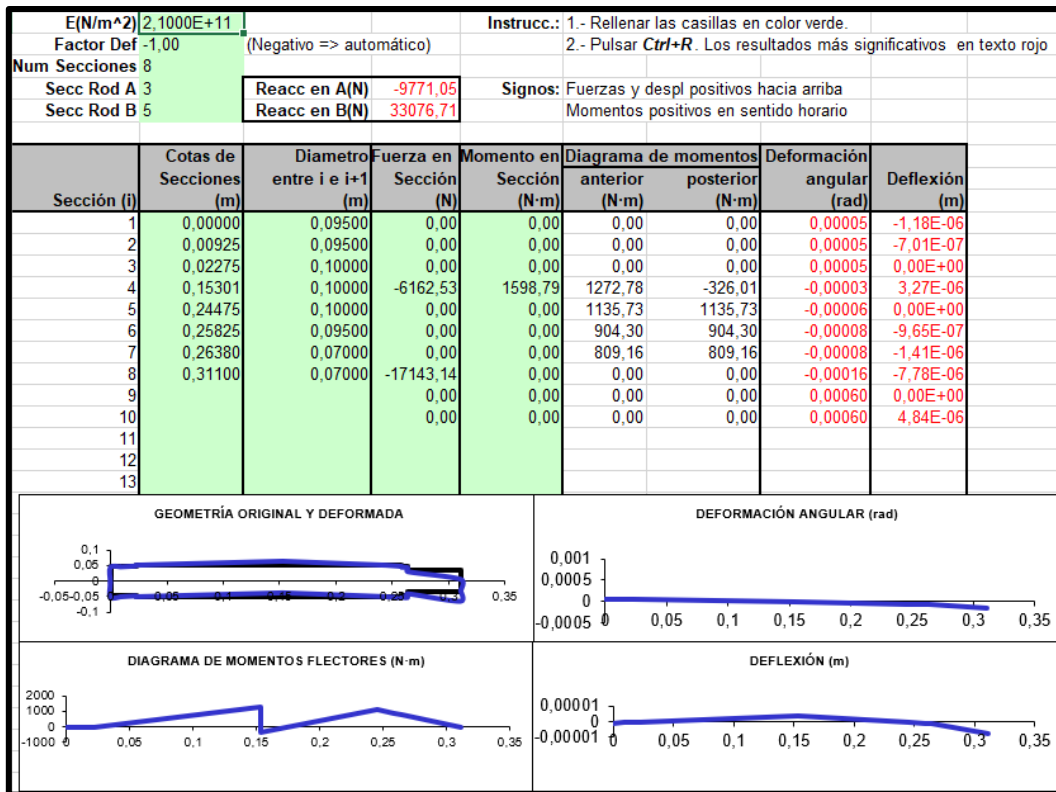 E(N/m^2) 2,1000E+11 Instrucc.: 1.- Rellenar las casillas en color verde.
Factor Def -1,00 (Negativo => automático) 2.- Pulsar Ctrl+R. Los resultados más significativos en texto rojo
Num Secciones 8
Secc Rod A 3 Reacc en A(N) -9771,05 Signos: Fuerzas y despl positivos hacia arriba
Secc Rod B 5 Reacc en B(N) 33076,71 Momentos positivos en sentido horario
Cotas de Diametro Fuerza en Momento en Diagrama de momentos Deformación
Secciones entre i e i+1 Sección Sección anterior posterior angular Deflexión
Sección (i) (m) (m) (N) (N·m) (N·m) (N·m) (rad) (m)
1 0,00000 0,09500 0,00 0,00 0,00 0,00 0,00005 -1,18E-06
2 0,00925 0,09500 0,00 0,00 0,00 0,00 0,00005 -7,01E-07
3 0,02275 0,10000 0,00 0,00 0,00 0,00 0,00005 0,00E+00
4 0,15301 0,10000 -6162,53 1598,79 1272,78 -326,01 -0,00003 3,27E-06
5 0,24475 0,10000 0,00 0,00 1135,73 1135,73 -0,00006 0,00E+00
6 0,25825 0,09500 0,00 0,00 904,30 904,30 -0,00008 -9,65E-07
7 0,26380 0,07000 0,00 0,00 809,16 809,16 -0,00008 -1,41E-06
8 0,31100 0,07000 -17143,14 0,00 0,00 0,00 -0,00016 -7,78E-06
9 0,00 0,00 0,00 0,00 0,00060 0,00E+00
10 0,00 0,00 0,00 0,00 0,00060 4,84E-06
11
12
13
GEOMETRÍA ORIGINAL Y DEFORMADA
0,1
0,05
0
-0,05 -0,05 0 0,05 0,1 0,15 0,2 0,25 0,3 0,35
-0,1
DEFORMACIÓN ANGULAR (rad)
0,001
0,0005
0
-0,0005 0 0,05 0,1 0,15 0,2 0,25 0,3 0,35
DIAGRAMA DE MOMENTOS FLECTORES (N·m)
2000
1000
0
-1000 0 0,05 0,1 0,15 0,2 0,25 0,3 0,35
DEFLEXIÓN (m)
0,00001
0
-0,00001 0 0,05 0,1 0,15 0,2 0,25 0,3 0,35